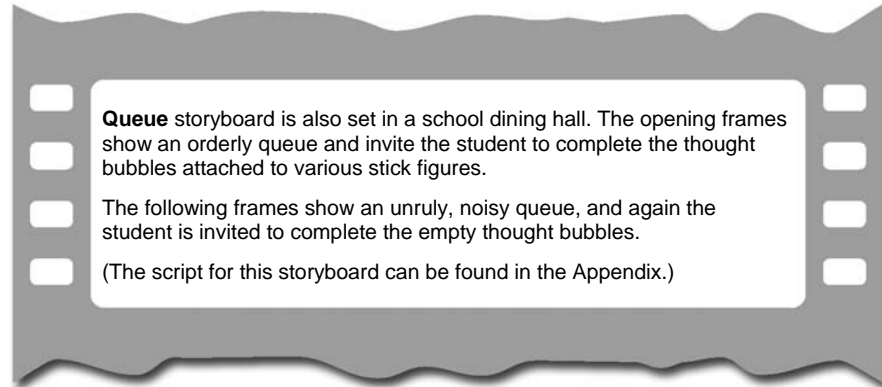 Queue storyboard is also set in a school dining hall. The opening frames
show an orderly queue and invite the student to complete the thought
bubbles attached to various stick figures.
The following frames show an unruly, noisy queue, and again the
student is invited to complete the empty thought bubbles.
(The script for this storyboard can be found in the Appendix.)